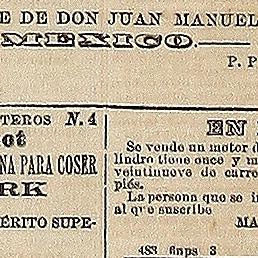 E DE DON JUAN MANUEL
MEXICO.
P. P
TEROS N. 4
ot
NA PARA COSER
RK
ÉRITO SUPE-
EN
Se vende un motor d
lindro tiene once y m
veintinueve de carre
piés.
La persona que se i
al que suscribe
MA
483 6nps 3